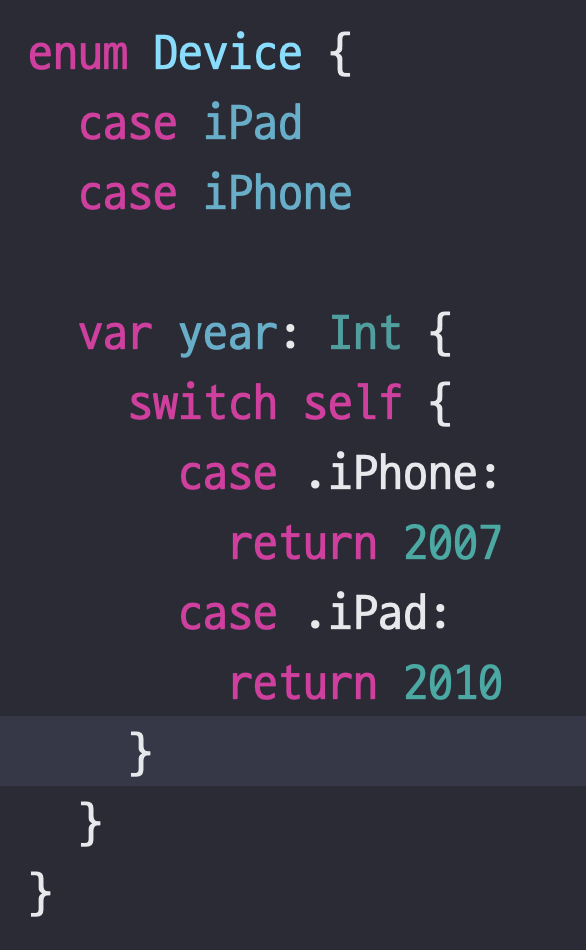 enum Device {
  case iPad
  case iPhone

  var year: Int {
    switch self {
      case .iPhone:
        return 2007
      case .iPad:
        return 2010
    }
  }
}